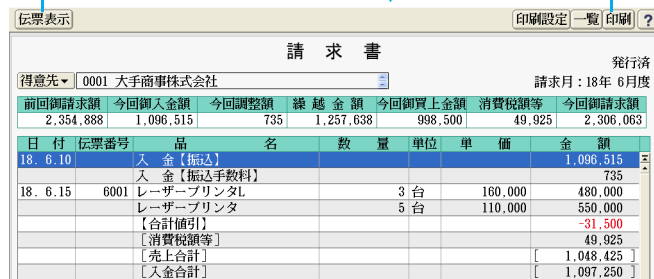 伝票表示 印刷設定 一覧 印刷 ?
請 求 書
発行済
得意先▼ 0001 大手商事株式会社 請求月：18年 6月度
前回御請求額 今回御入金額 今回調整額 繰 越 金 額 今回御買上金額 消費税額等 今回御請求額
2,354,888 1,096,515 735 1,257,638 998,500 49,925 2,306,063
日 付 伝票番号 品 名 数 量 単位 単 価 金 額
18. 6.10 入 金【振込】 1,096,515
入 金【振込手数料】 735
18. 6.15 6001 レーザープリンタL 3 台 160,000 480,000
レーザープリンタ 5 台 110,000 550,000
【合計値引】 -31,500
［消費税額等］ 49,925
［売上合計］ [ 1,048,425 ]
［入金合計］ [ 1,097,250 ]